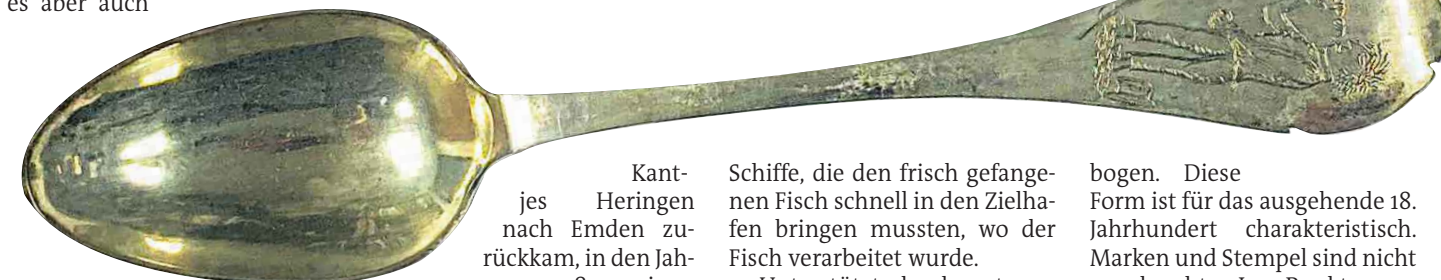 es aber auch
Kant-
jes Heringen
nach Emden zu-
rückkam, in den Jah-
Schiffe, die den frisch gefange-
nen Fisch schnell in den Zielha-
fen bringen mussten, wo der
Fisch verarbeitet wurde.
bogen. Diese
Form ist für das ausgehende 18.
Jahrhundert charakteristisch.
Marken und Stempel sind nicht